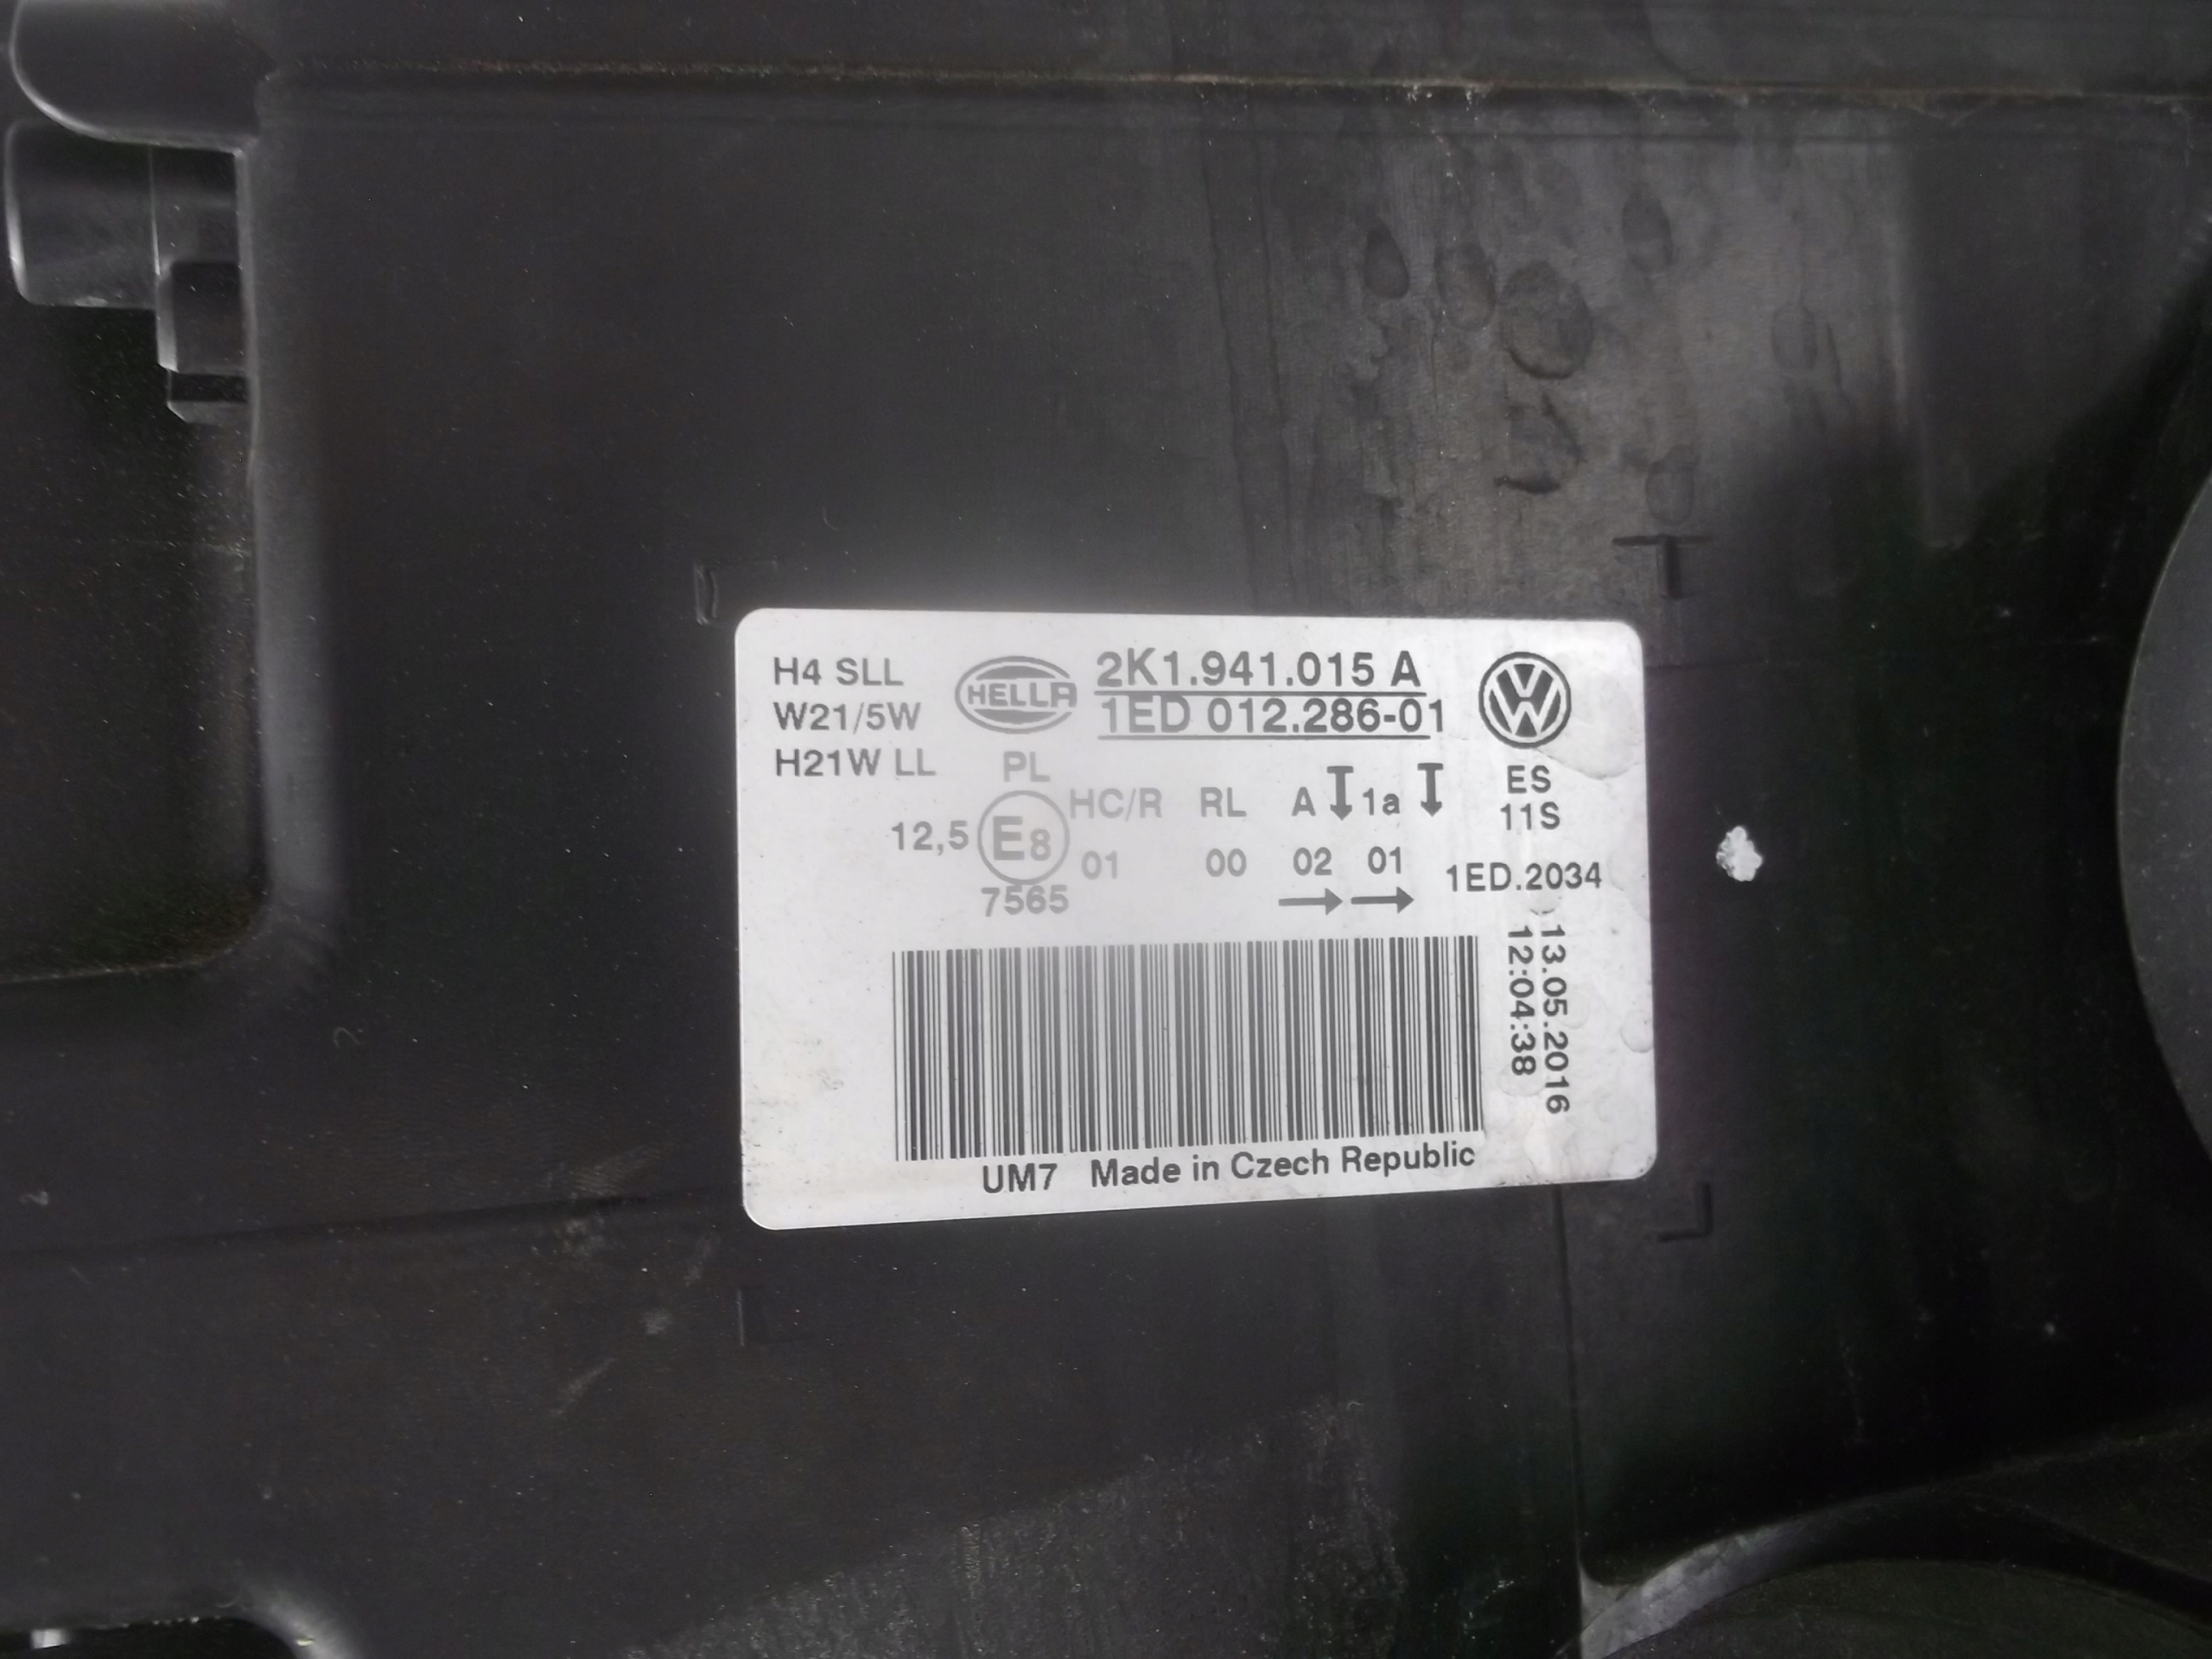 H4 SLL
W21/5W
H21W LL
HELLA
2K1.941.015 A
1ED 012.286-01
PL
HC/R RL A 1a
12,5 E8 01 00 02 01
7565
ES
11S
1ED.2034
13.05.2016
12:04:38
UM7 Made in Czech Republic